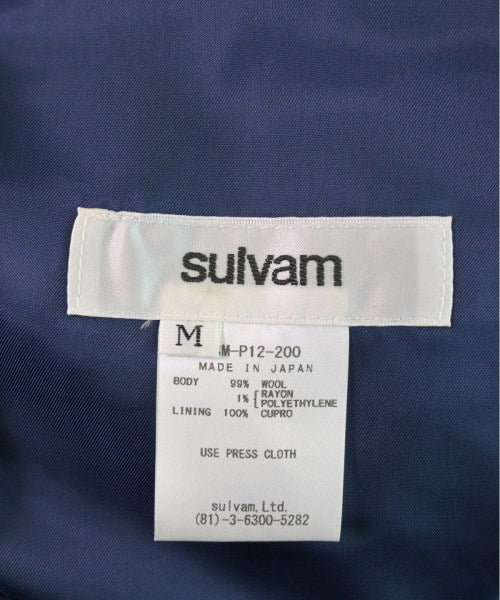 sulvam
M
M-P12-200
MADE IN JAPAN
BODY 99% WOOL
1% { RAYON
POLYETHYLENE
LINING 100% CUPRO
USE PRESS CLOTH
sulvam,Ltd.
(81)-3-6300-5282